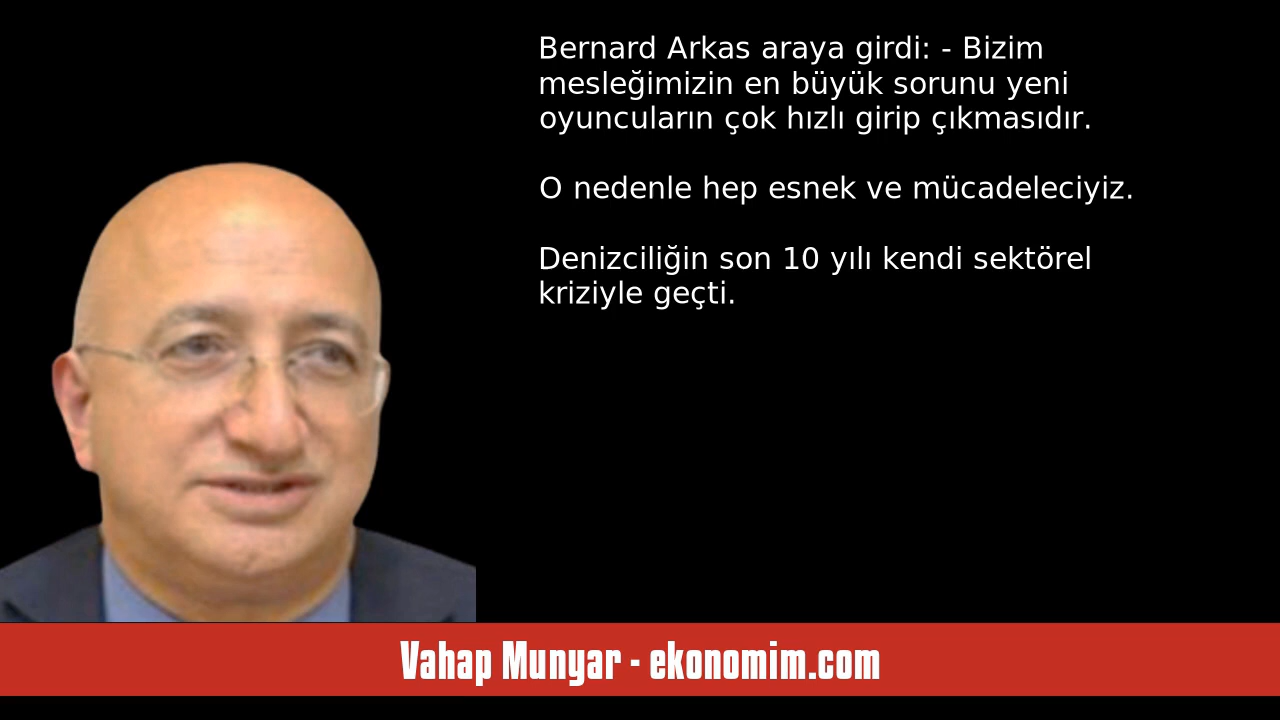 Bernard Arkas araya girdi: - Bizim
mesleğimizin en büyük sorunu yeni
oyuncuların çok hızlı girip çıkmasıdır.
O nedenle hep esnek ve mücadeleciyiz.
Denizciliğin son 10 yılı kendi sektörel
kriziyle geçti.
Vahap Munyar - ekonomim.com